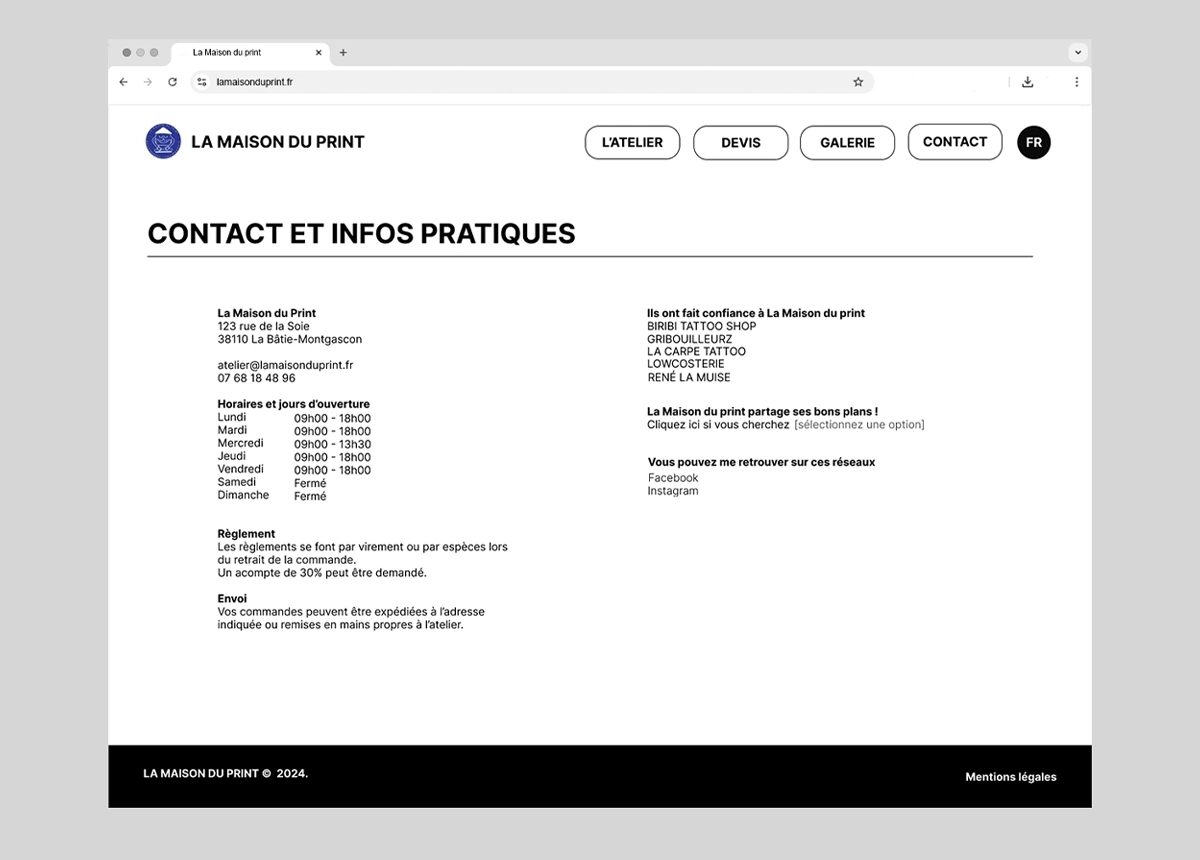 La Maison du print
lamaisonduprint.fr
LA MAISON DU PRINT
L'ATELIER
DEVIS
GALERIE
CONTACT
FR
CONTACT ET INFOS PRATIQUES
La Maison du Print
123 rue de la Soie
38110 La Bâtie-Montgascon
atelier@lamaisonduprint.fr
07 68 18 48 96
Horaires et jours d'ouverture
Lundi 09h00 - 18h00
Mardi 09h00 - 18h00
Mercredi 09h00 - 13h30
Jeudi 09h00 - 18h00
Vendredi 09h00 - 18h00
Samedi Fermé
Dimanche Fermé
Règlement
Les règlements se font par virement ou par espèces lors
du retrait de la commande.
Un acompte de 30% peut être demandé.
Envoi
Vos commandes peuvent être expédiées à l'adresse
indiquée ou remises en mains propres à l'atelier.
Ils ont fait confiance à La Maison du print
BIRIBI TATTOO SHOP
GRIBOUILLEURZ
LA CARPE TATTOO
LOWCOSTERIE
RENÉ LA MUISE
La Maison du print partage ses bons plans !
Cliquez ici si vous cherchez [sélectionnez une option]
Vous pouvez me retrouver sur ces réseaux
Facebook
Instagram
LA MAISON DU PRINT © 2024.
Mentions légales